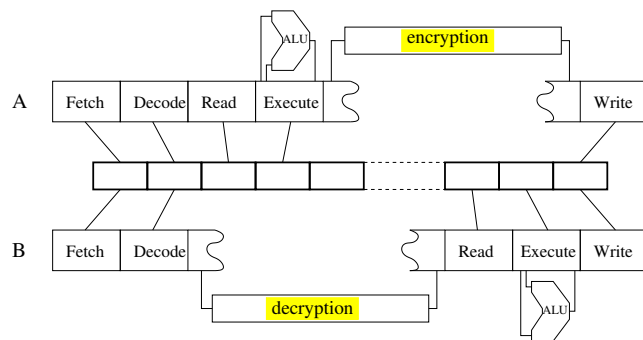 ALU
encryption
A
Fetch Decode Read Execute Write
B
Fetch Decode Read Execute Write
decryption
ALU